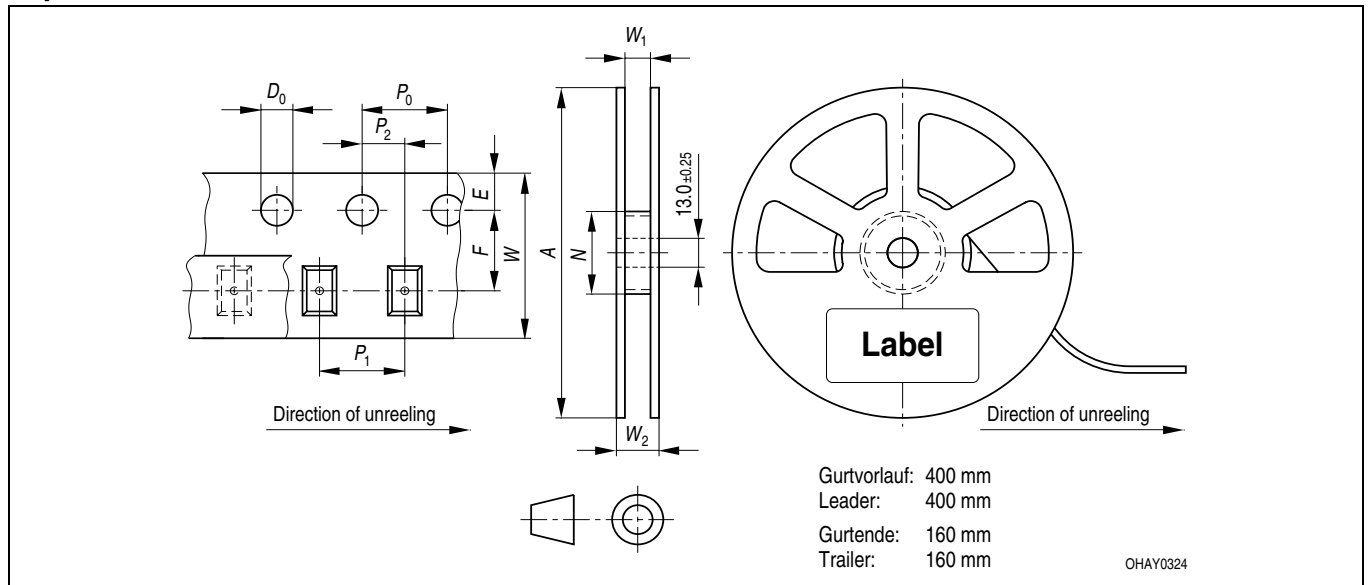 W₁
D₀
P₀
P₂
E
13.0±0.25
F
W
A
N
P₁
Label
Direction of unreeling
W₂
Direction of unreeling
Gurtvorlauf: 400 mm
Leader: 400 mm
Gurtende: 160 mm
Trailer: 160 mm
OHAY0324